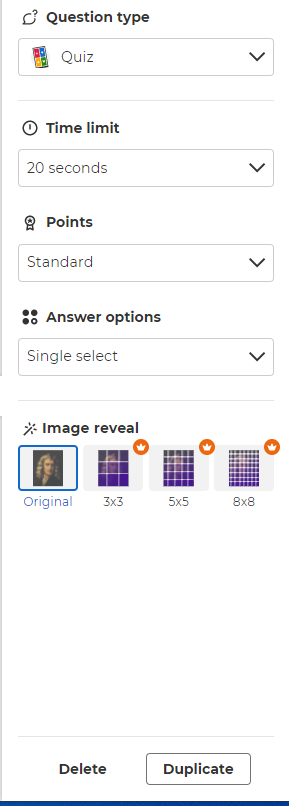 Question type
Quiz
Time limit
20 seconds
Points
Standard
Answer options
Single select
Image reveal
Original 3x3 5x5 8x8
Delete Duplicate